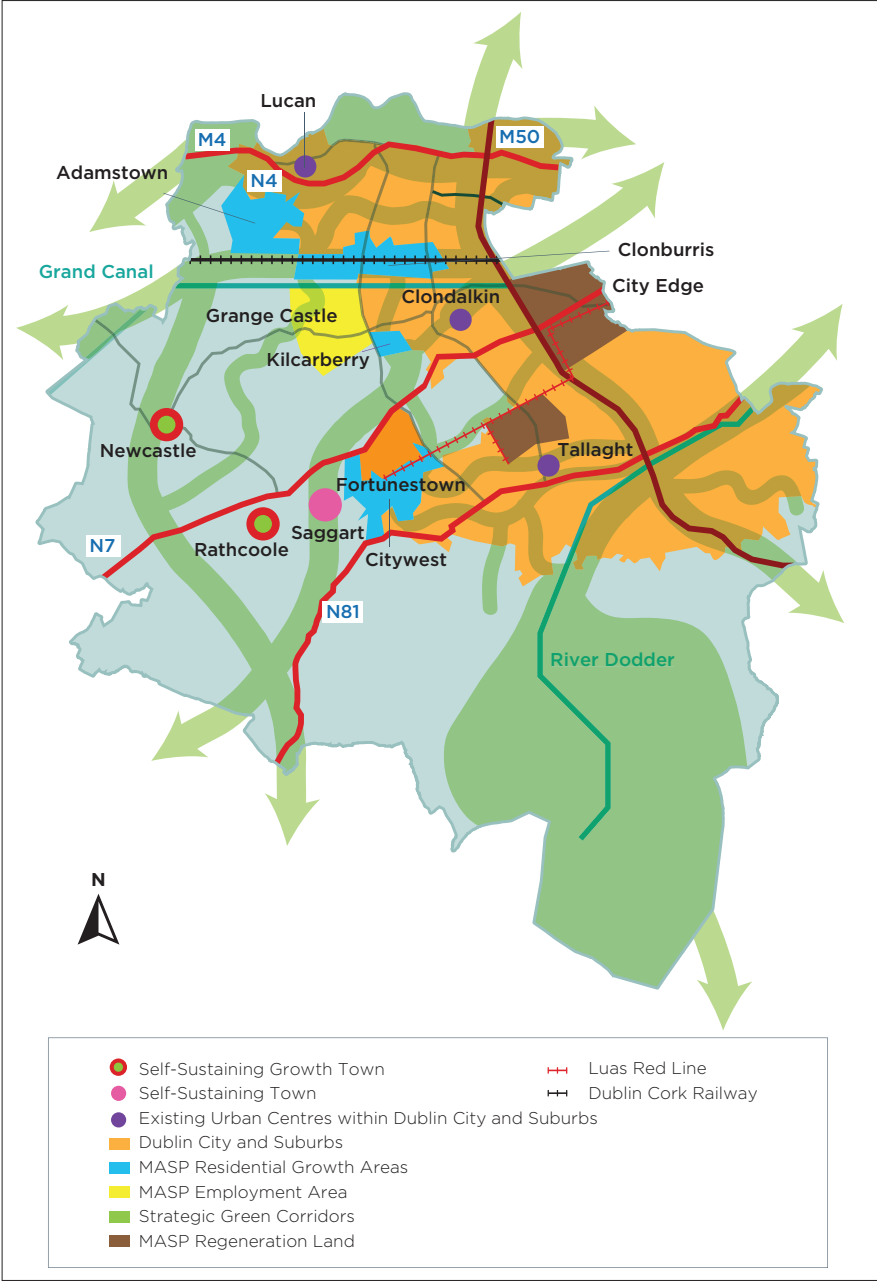 Lucan
M4
M50
Adamstown
N4
Clonburris
Grand Canal
City Edge
Clondalkin
Grange Castle
Kilcarberry
Newcastle
Tallaght
Fortunestown
Saggart
N7
Rathcoole
Citywest
N81
River Dodder
N
Self-Sustaining Growth Town
Self-Sustaining Town
Existing Urban Centres within Dublin City and Suburbs
Dublin City and Suburbs
MASP Residential Growth Areas
MASP Employment Area
Strategic Green Corridors
MASP Regeneration Land
Luas Red Line
Dublin Cork Railway